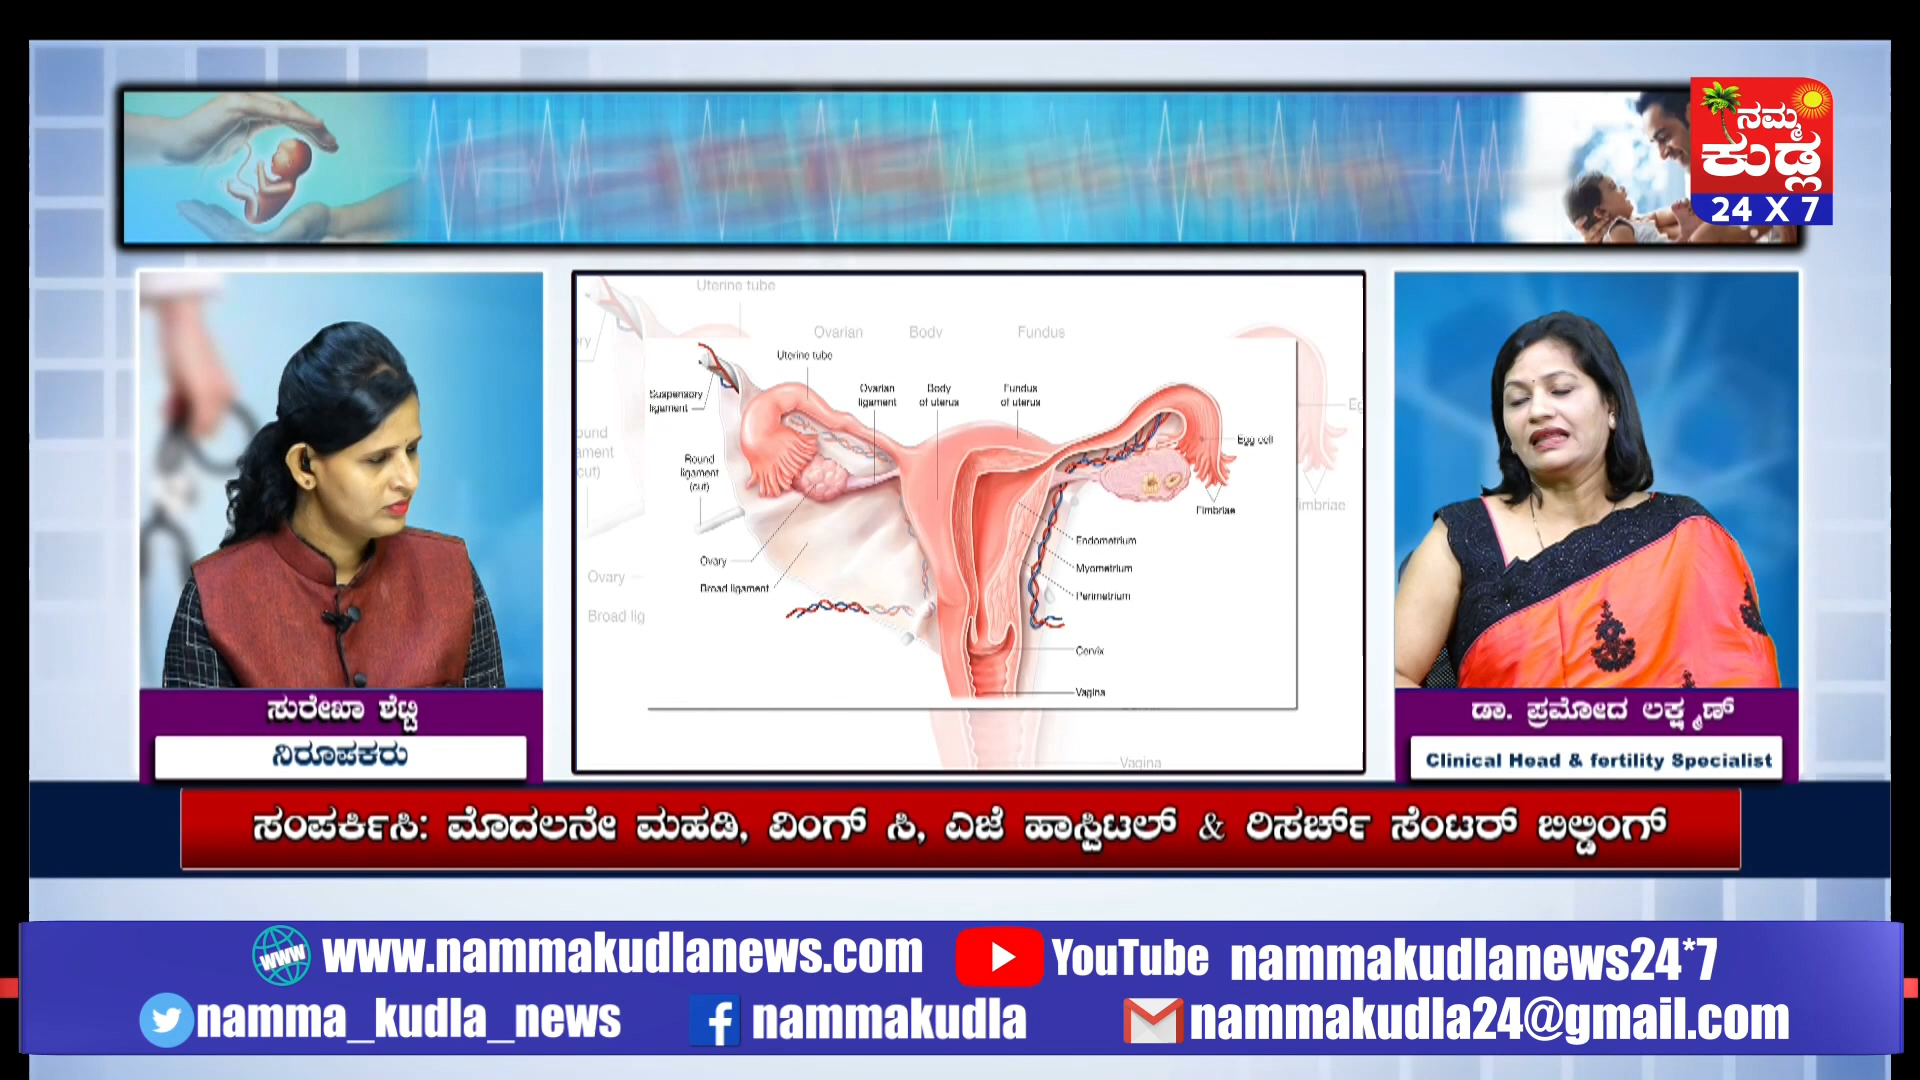 ನಮ್ಮ
ಕುಡ್ಲ
24 X 7
Uterine tube
Ovarian
Body
Fundus
Uterine tube
Suspensory
ligament
Ovarian
ligament
Body
of uterus
Fundus
of uterus
Egg cell
Round
ligament
(cut)
Fimbriae
Endometrium
Ovary
Myometrium
Broad ligament
Perimetrium
Cervix
Vagina
Ovary
Broad lig
Vagina
ಸುರೇಖಾ ಶೆಟ್ಟಿ
ನಿರೂಪಕರು
ಡಾ. ಪ್ರಮೋದ ಲಕ್ಷ್ಮಣ್
Clinical Head & fertility Specialist
ಸಂಪರ್ಕಿಸಿ: ಮೊದಲನೇ ಮಹಡಿ, ವಿಂಗ್ ಸಿ, ಎಜೆ ಹಾಸ್ಪಿಟಲ್ & ರಿಸರ್ಚ್ ಸೆಂಟರ್ ಬಿಲ್ಡಿಂಗ್
www www.nammakudlanews.com YouTube nammakudlanews24*7
namma_kudla_news nammakudla nammakudla24@gmail.com